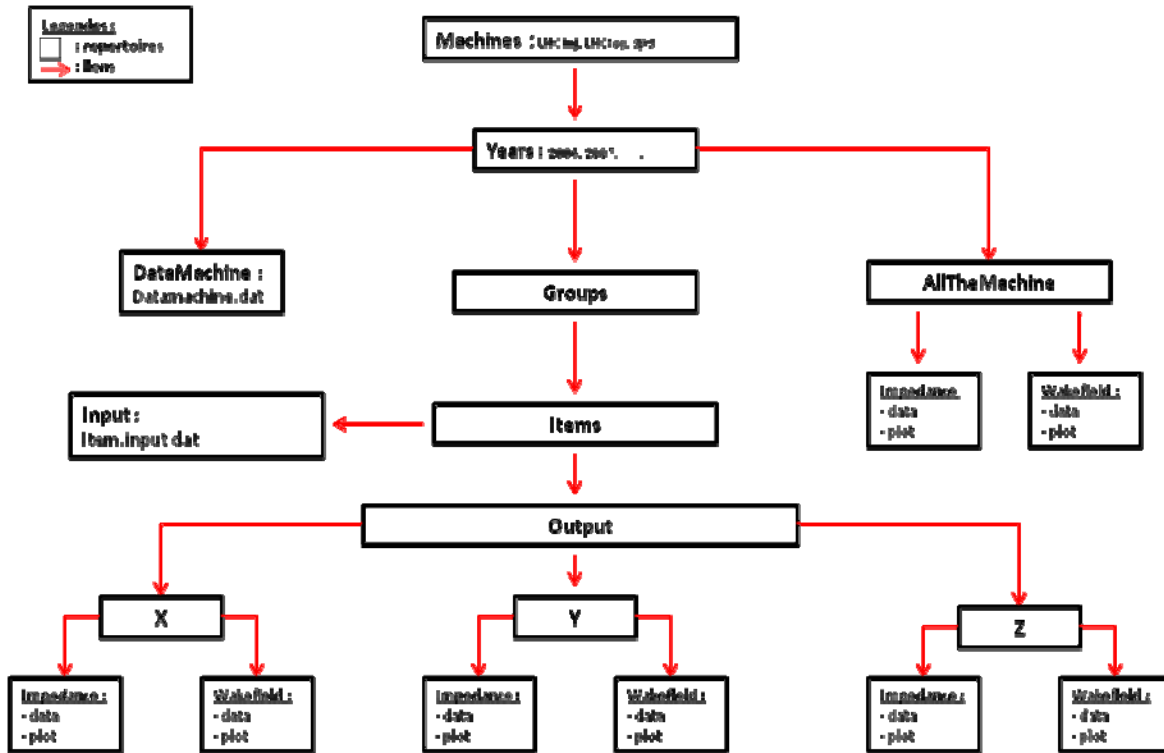 Legendes :
: repertoires
: liens
Machines :
Years :
DataMachine :
Datamachine.dat
Groups
AllTheMachine
Impedance
- data
- plot
Wakefield :
- data
- plot
Input :
Item.input dat
Items
Output
X
Y
Z
Impedance :
- data
- plot
Wakefield :
- data
- plot
Impedance :
- data
- plot
Wakefield :
- data
- plot
Impedance :
- data
- plot
Wakefield :
- data
- plot